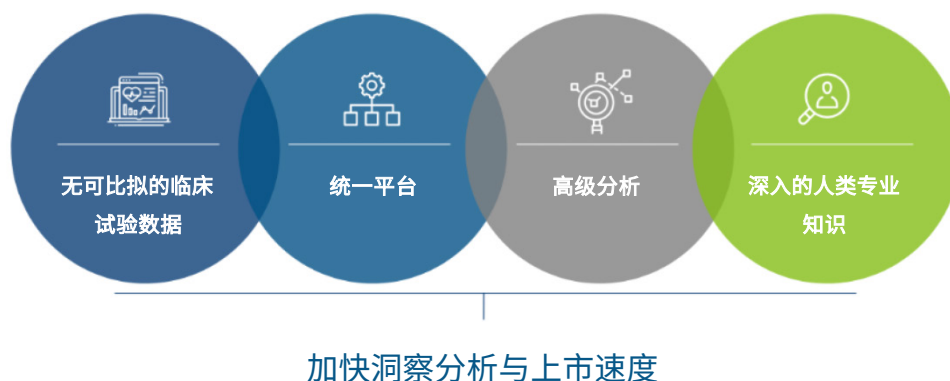 无可比拟的临床
试验数据
统一平台
高级分析
深入的人类专业
知识
加快洞察分析与上市速度